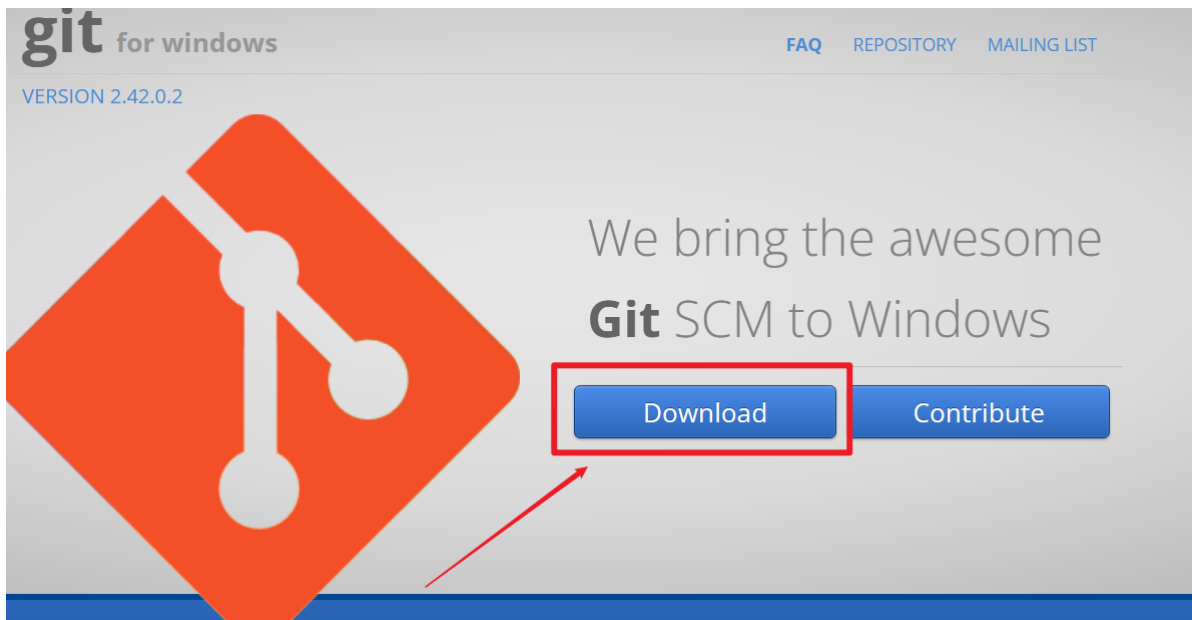 git for windows
FAQ REPOSITORY MAILING LIST
VERSION 2.42.0.2
We bring the awesome
Git SCM to Windows
Download Contribute